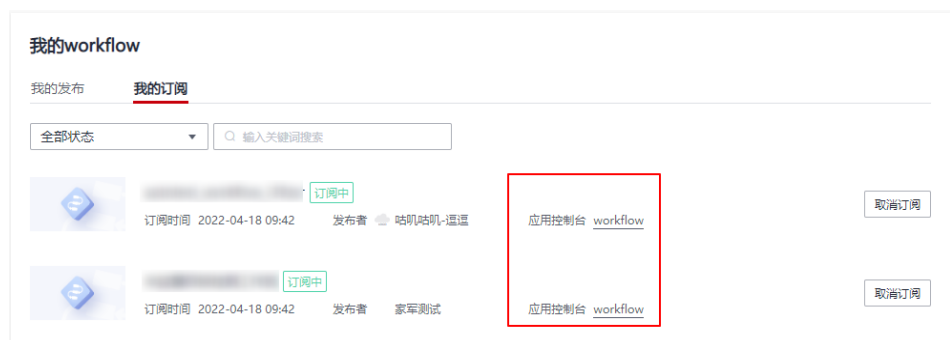 我的workflow
我的发布 我的订阅
全部状态 输入关键词搜索
订阅中
订阅时间 2022-04-18 09:42 发布者 咕叽咕叽-逗逗 应用控制台 workflow 取消订阅
订阅中
订阅时间 2022-04-18 09:42 发布者 家军测试 应用控制台 workflow 取消订阅